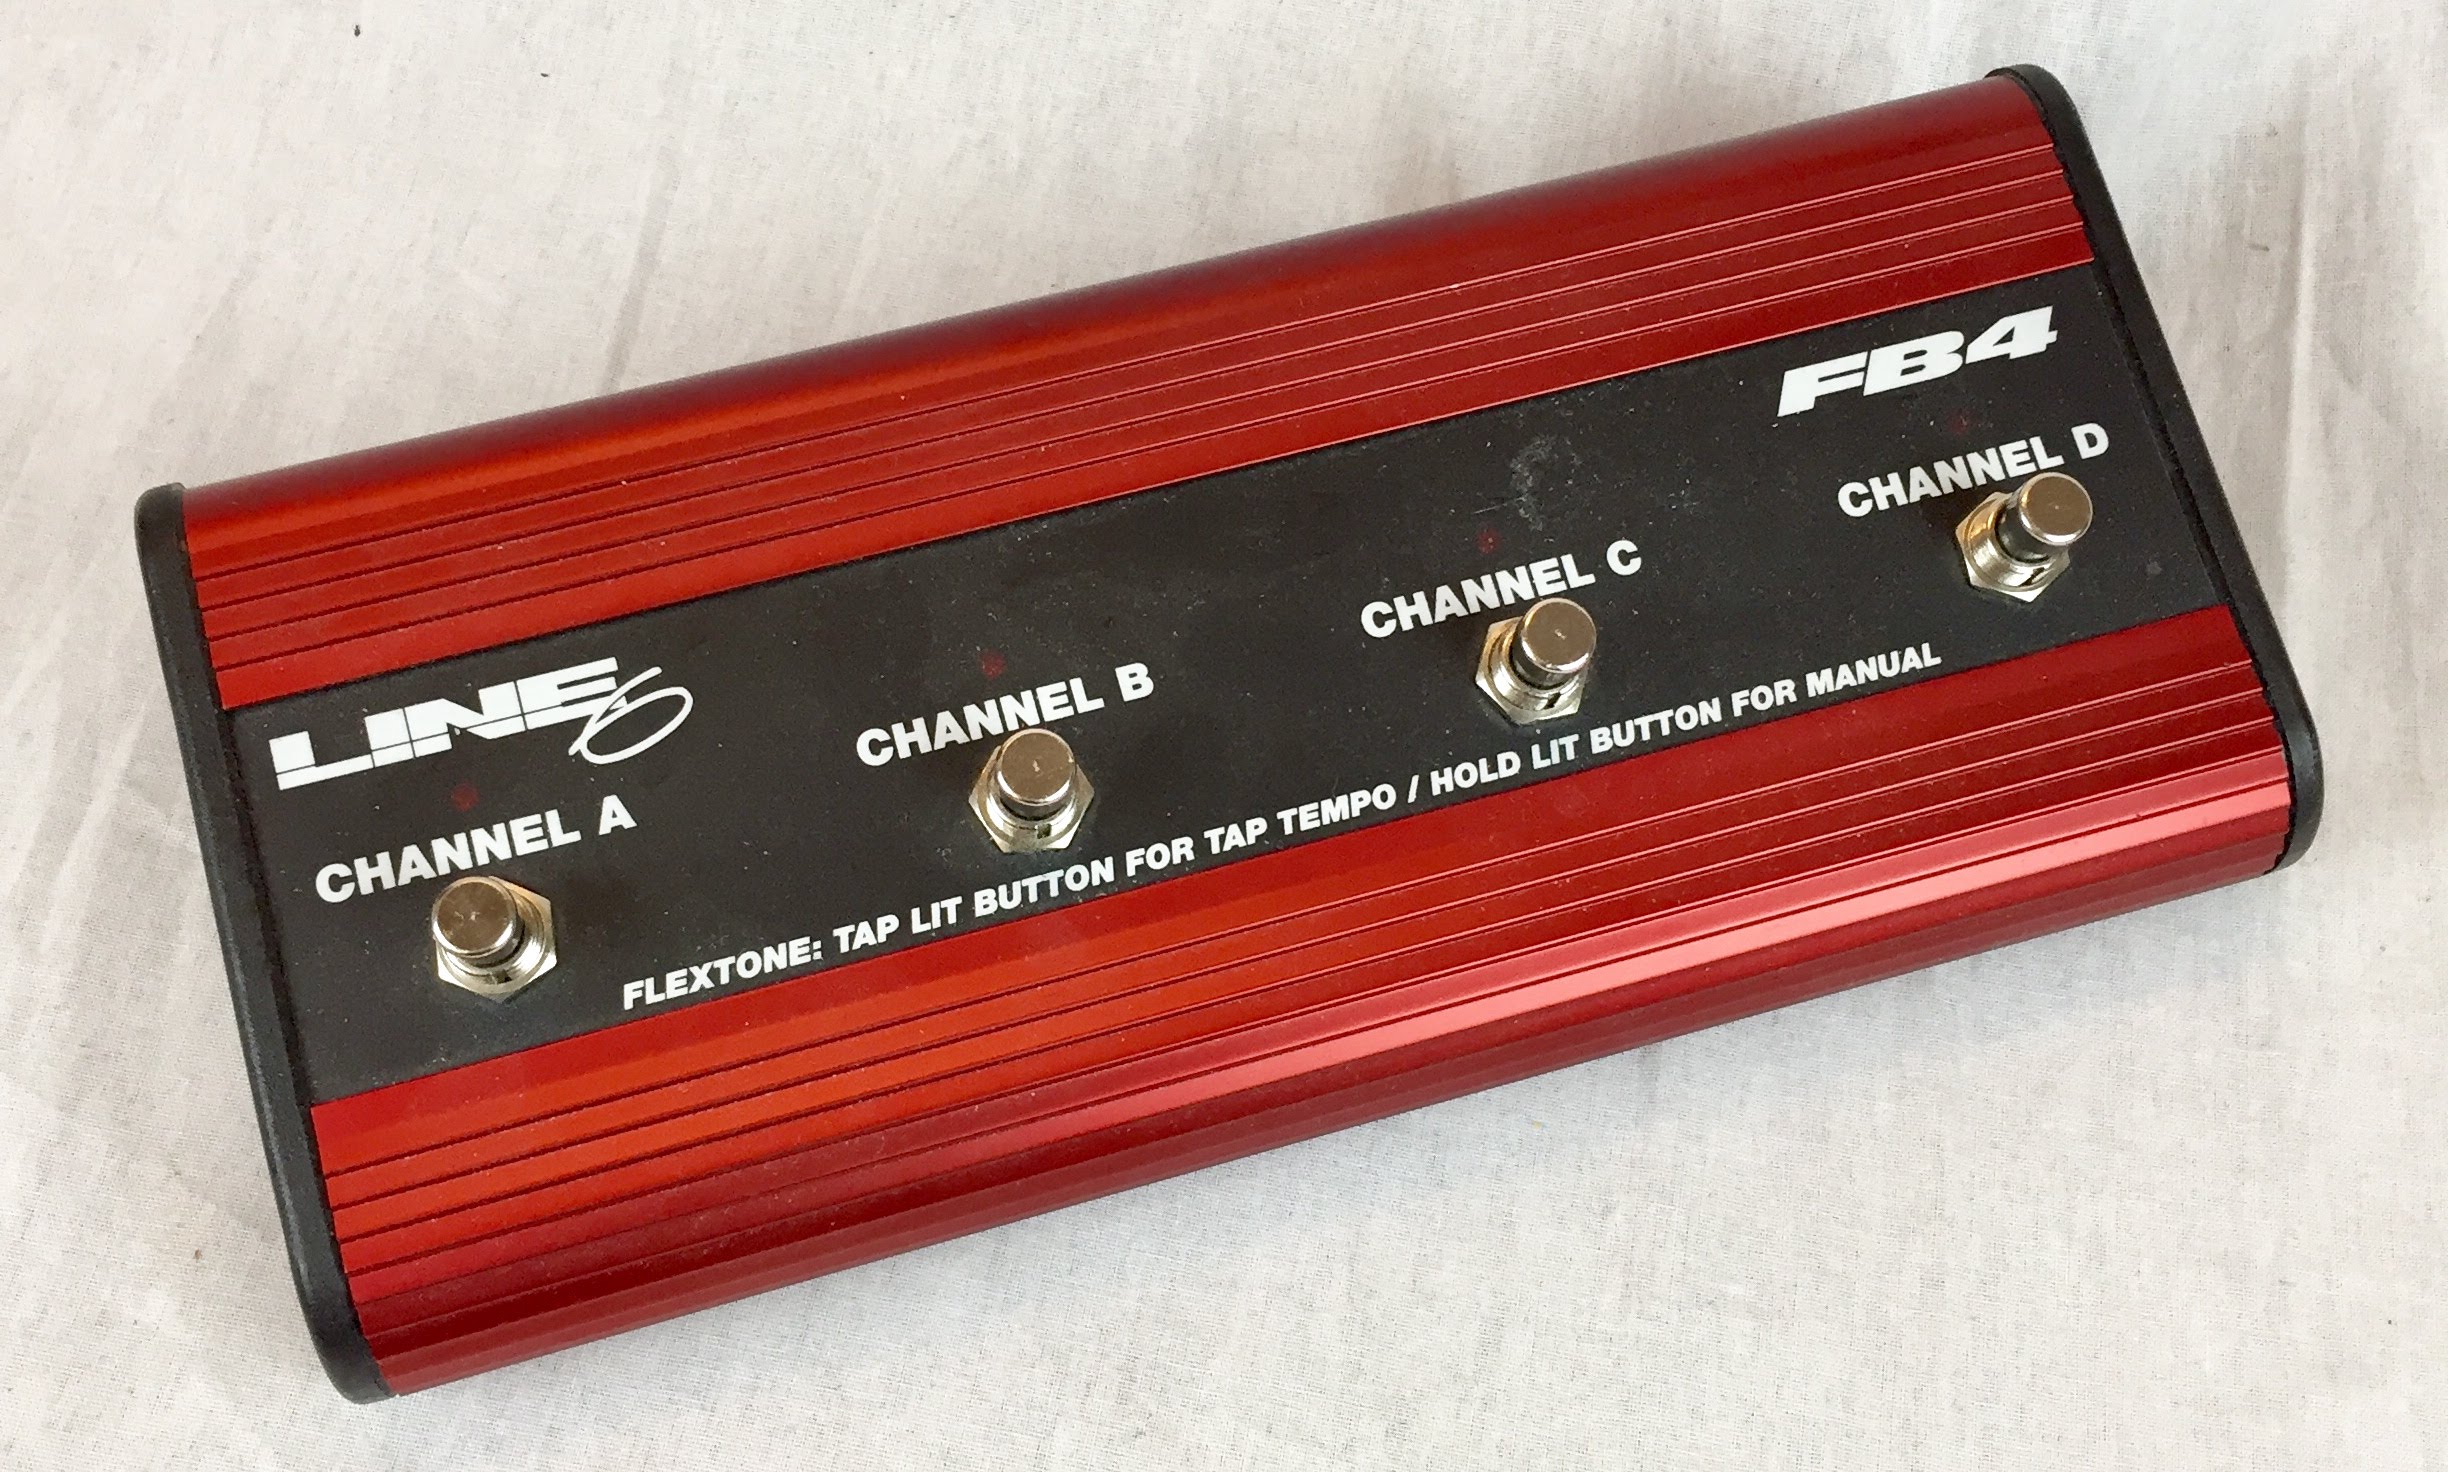 LINE 6
FB4
CHANNEL A
CHANNEL B
CHANNEL C
CHANNEL D
FLEXTONE: TAP LIT BUTTON FOR TAP TEMPO / HOLD LIT BUTTON FOR MANUAL